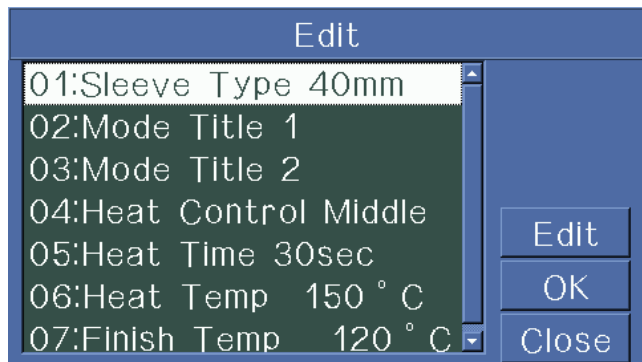 Edit
01:Sleeve Type 40mm
02:Mode Title 1
03:Mode Title 2
04:Heat Control Middle
05:Heat Time 30sec
06:Heat Temp 150°C
07:Finish Temp 120°C
Edit
OK
Close